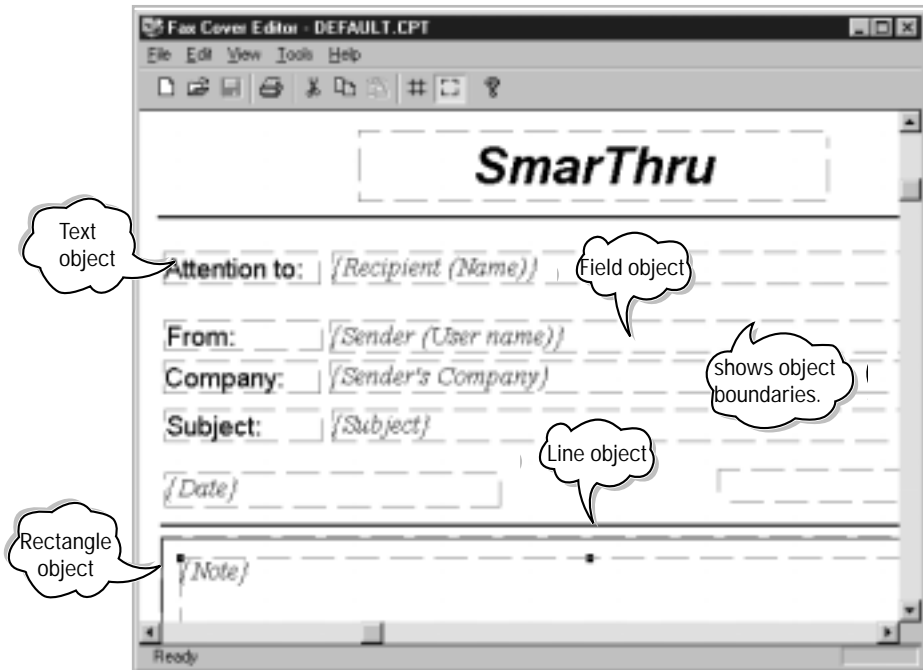 Fax Cover Editor - DEFAULT.CPT
File Edit View Tools Help
SmarThru
Text
object
Attention to: {Recipient (Name)}
Field object
From: {Sender (User name)}
shows object
boundaries.
Company: {Sender's Company}
Subject: {Subject}
Line object
{Date}
Rectangle
object
{Note}
Ready